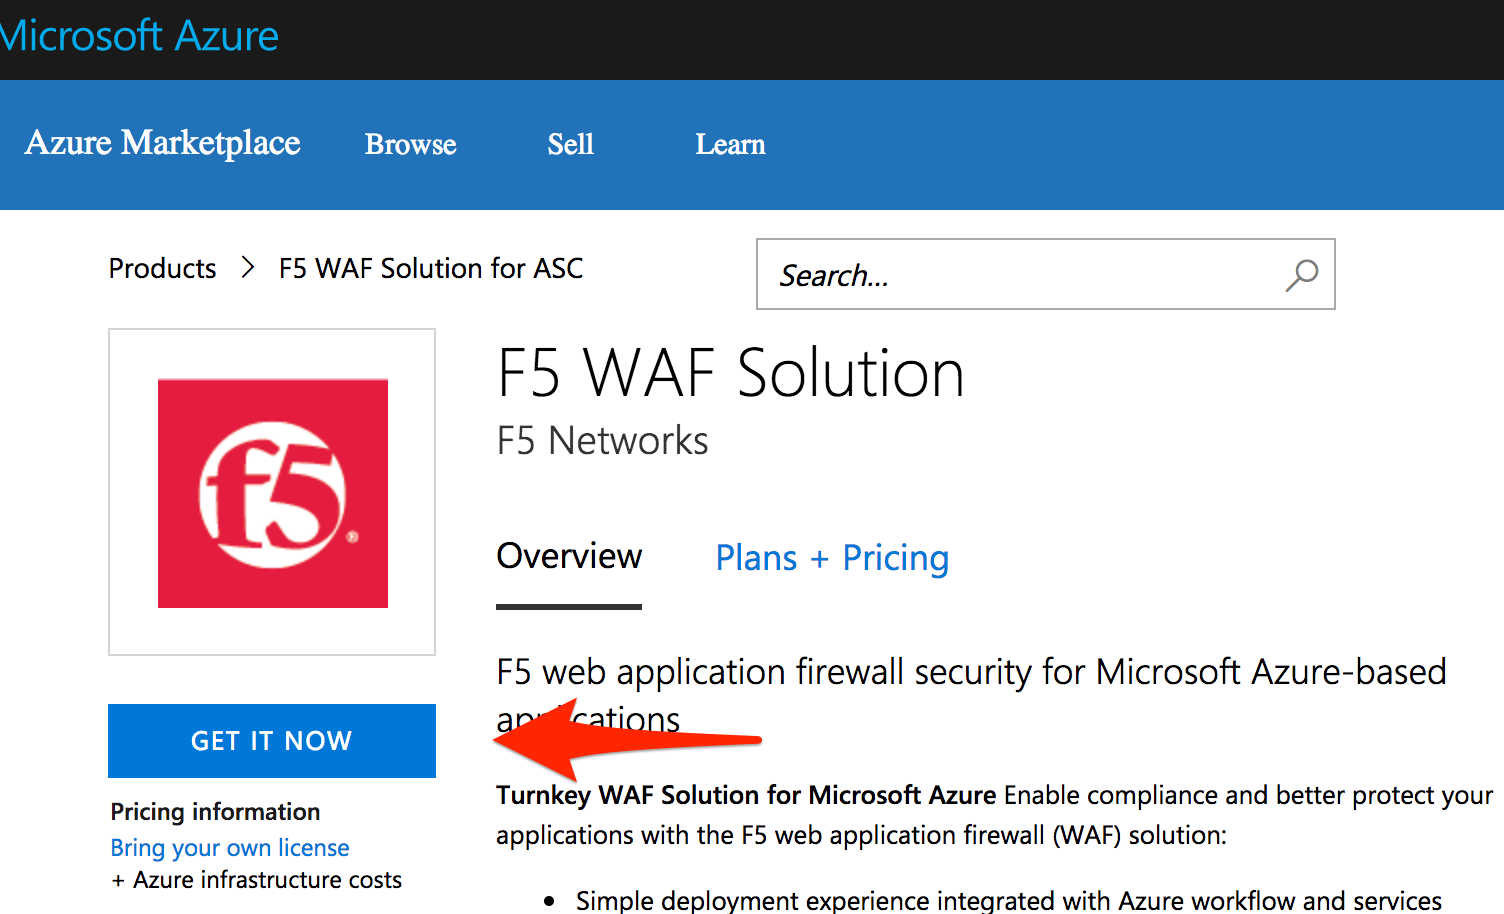 Microsoft Azure
Azure Marketplace Browse Sell Learn
Products > F5 WAF Solution for ASC
Search...
f5
F5 WAF Solution
F5 Networks
Overview Plans + Pricing
F5 web application firewall security for Microsoft Azure-based
applications
GET IT NOW
Pricing information
Bring your own license
+ Azure infrastructure costs
Turnkey WAF Solution for Microsoft Azure Enable compliance and better protect your
applications with the F5 web application firewall (WAF) solution:
• Simple deployment experience integrated with Azure workflow and services